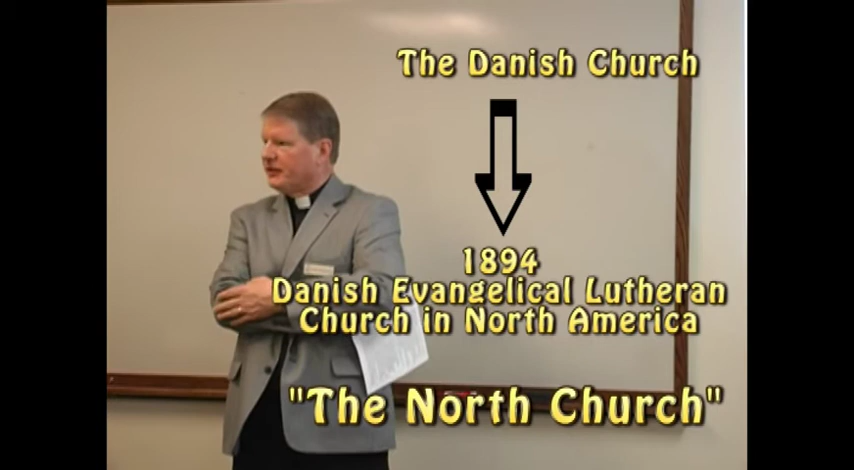 The Danish Church
1894
Danish Evangelical Lutheran
Church in North America
"The North Church"